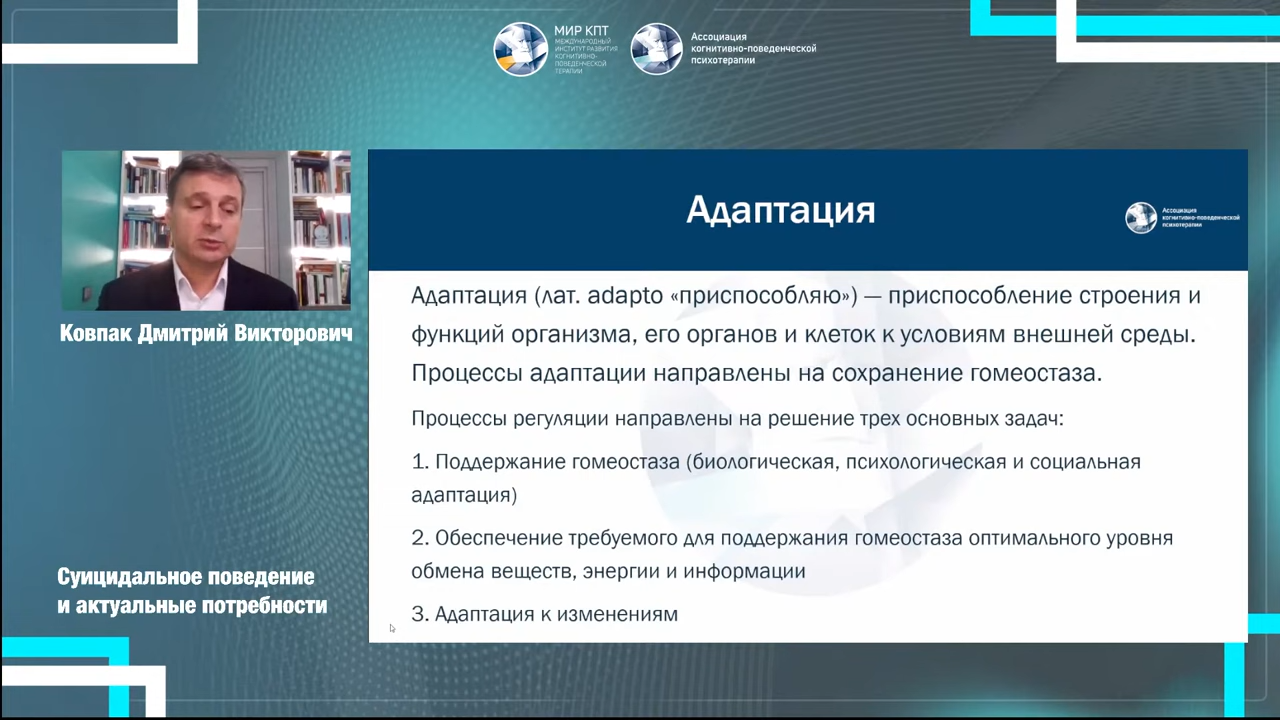 МИР КПТ
МЕЖДУНАРОДНЫЙ
ИНСТИТУТ РАЗВИТИЯ
КОГНИТИВНО-
ПОВЕДЕНЧЕСКОЙ
ТЕРАПИИ
Ассоциация
когнитивно-поведенческой
психотерапии
Адаптация
Ассоциация
когнитивно-поведенческой
психотерапии
Ковпак Дмитрий Викторович
Адаптация (лат. adapto «приспособляю») — приспособление строения и
функций организма, его органов и клеток к условиям внешней среды.
Процессы адаптации направлены на сохранение гомеостаза.
Процессы регуляции направлены на решение трех основных задач:
1. Поддержание гомеостаза (биологическая, психологическая и социальная
адаптация)
2. Обеспечение требуемого для поддержания гомеостаза оптимального уровня
обмена веществ, энергии и информации
3. Адаптация к изменениям
Суицидальное поведение
и актуальные потребности